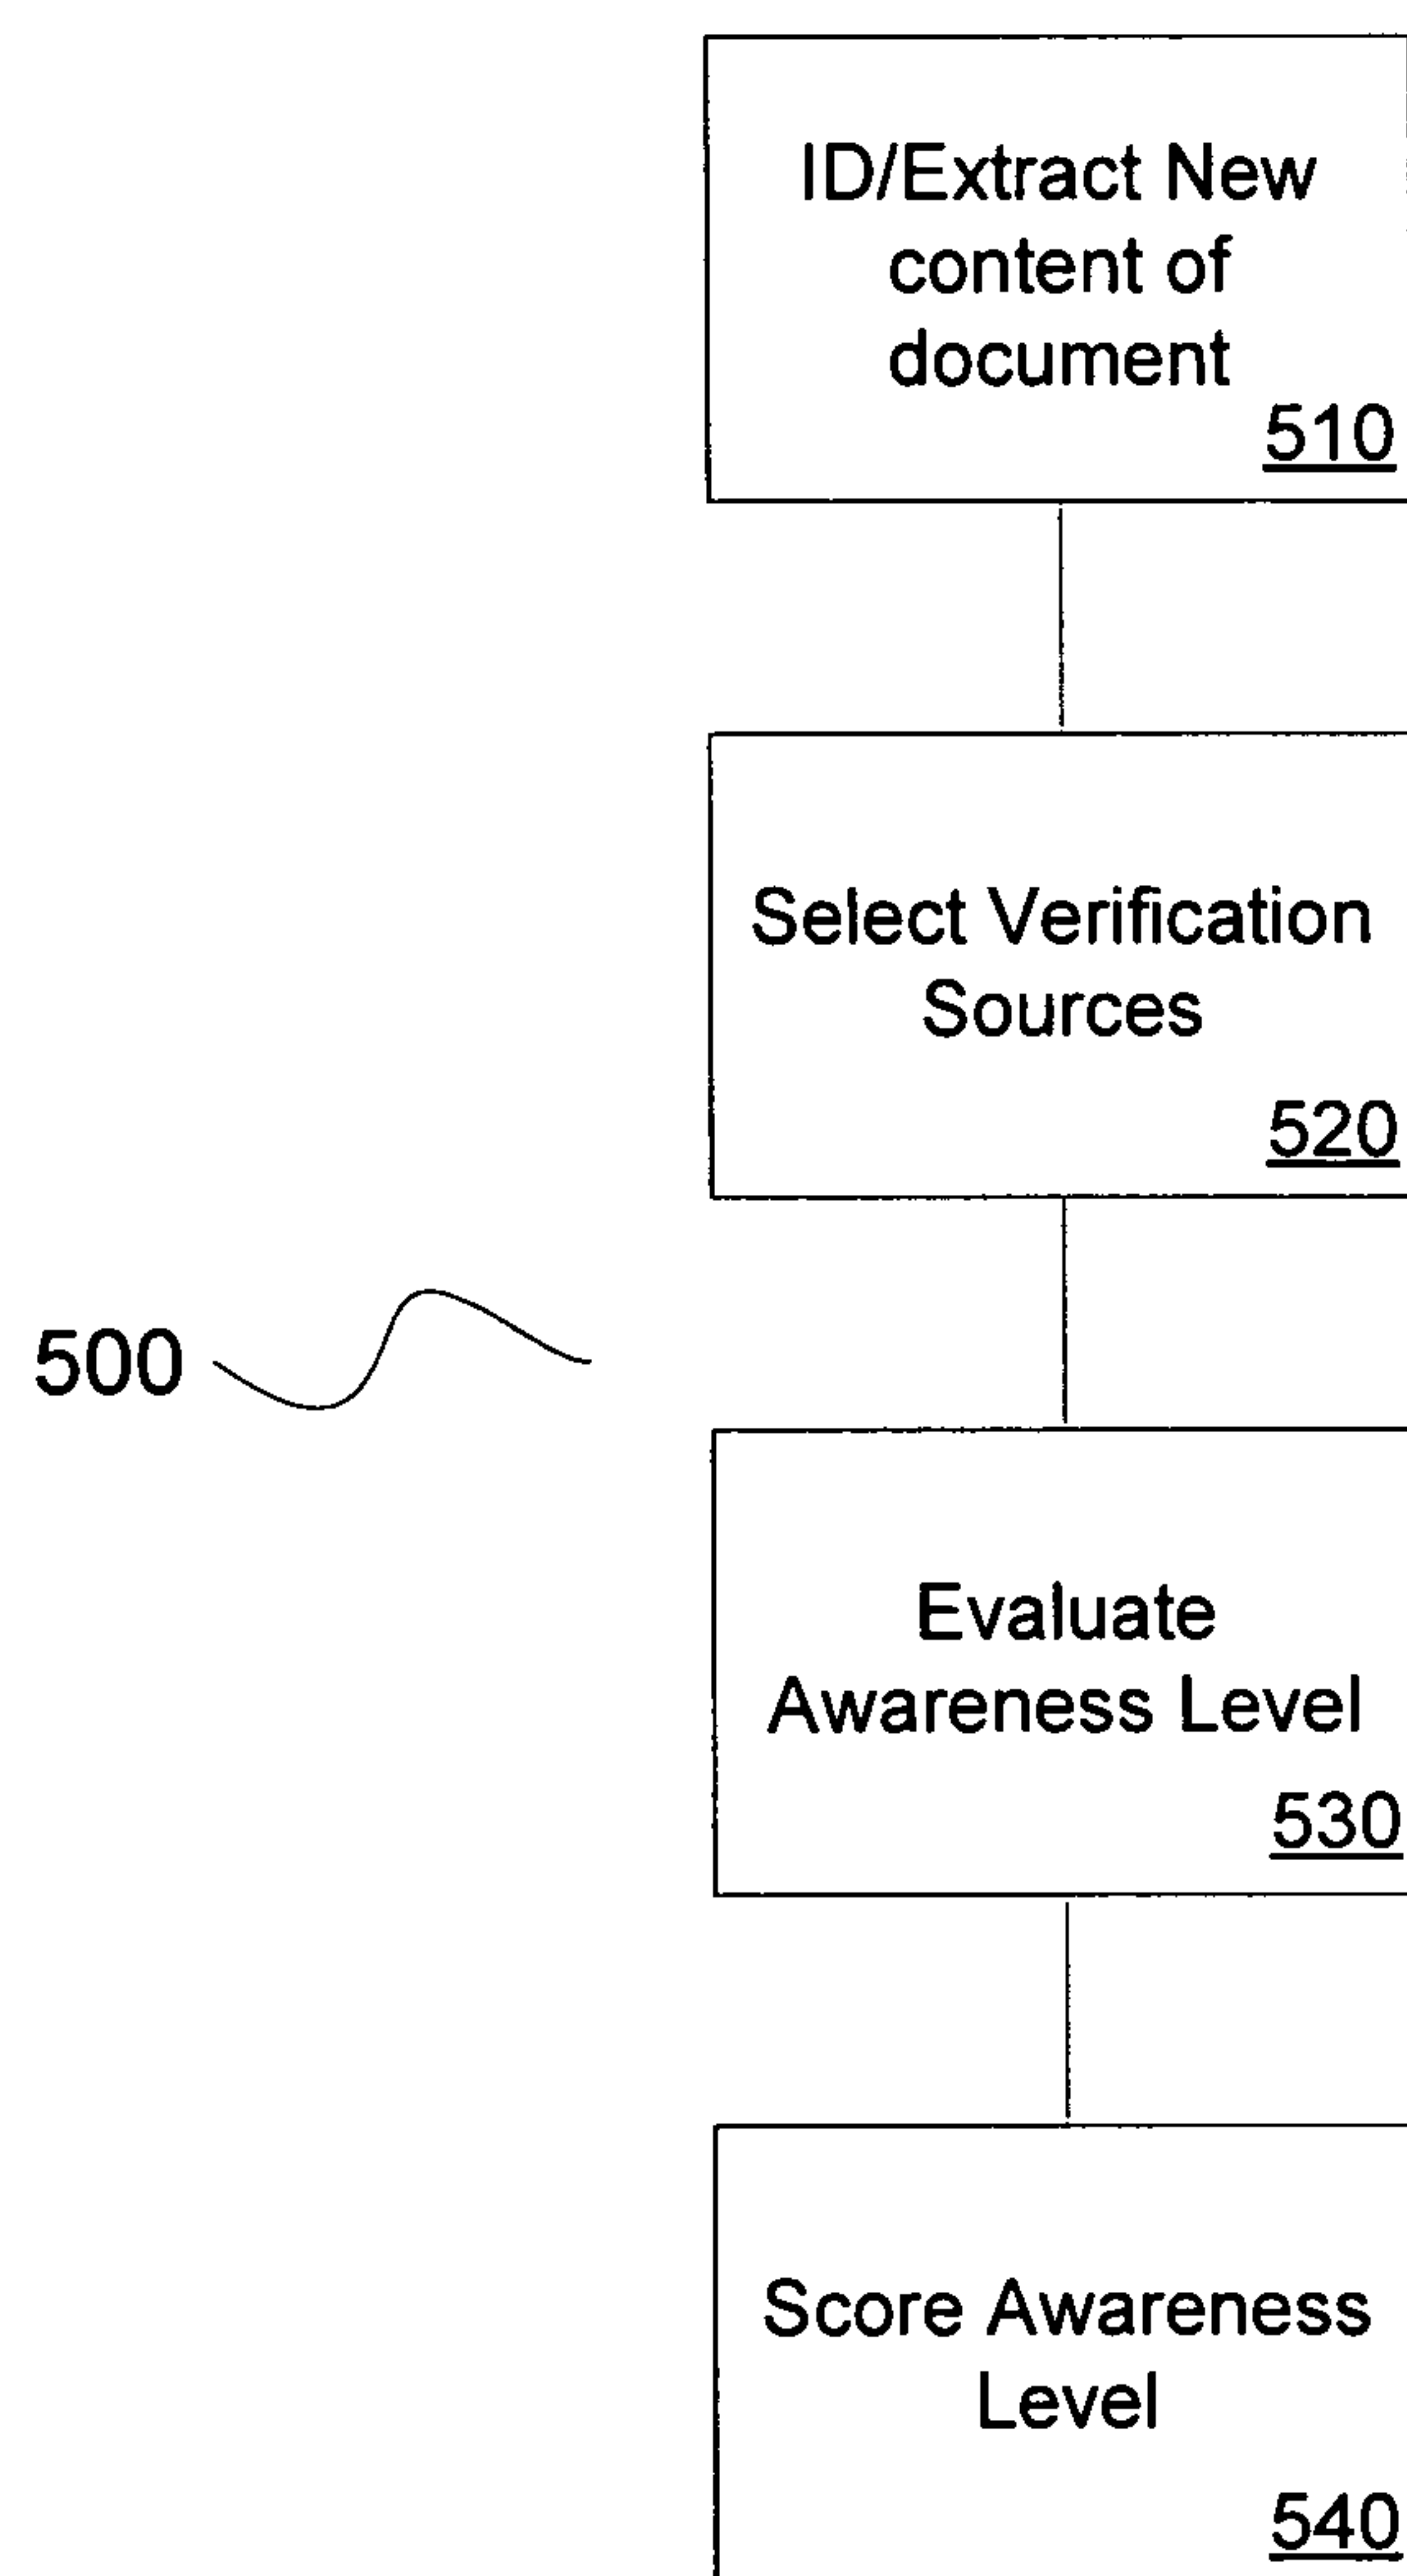 ID/Extract New
content of
document
510
Select Verification
Sources
520
500
Evaluate
Awareness Level
530
Score Awareness
Level
540